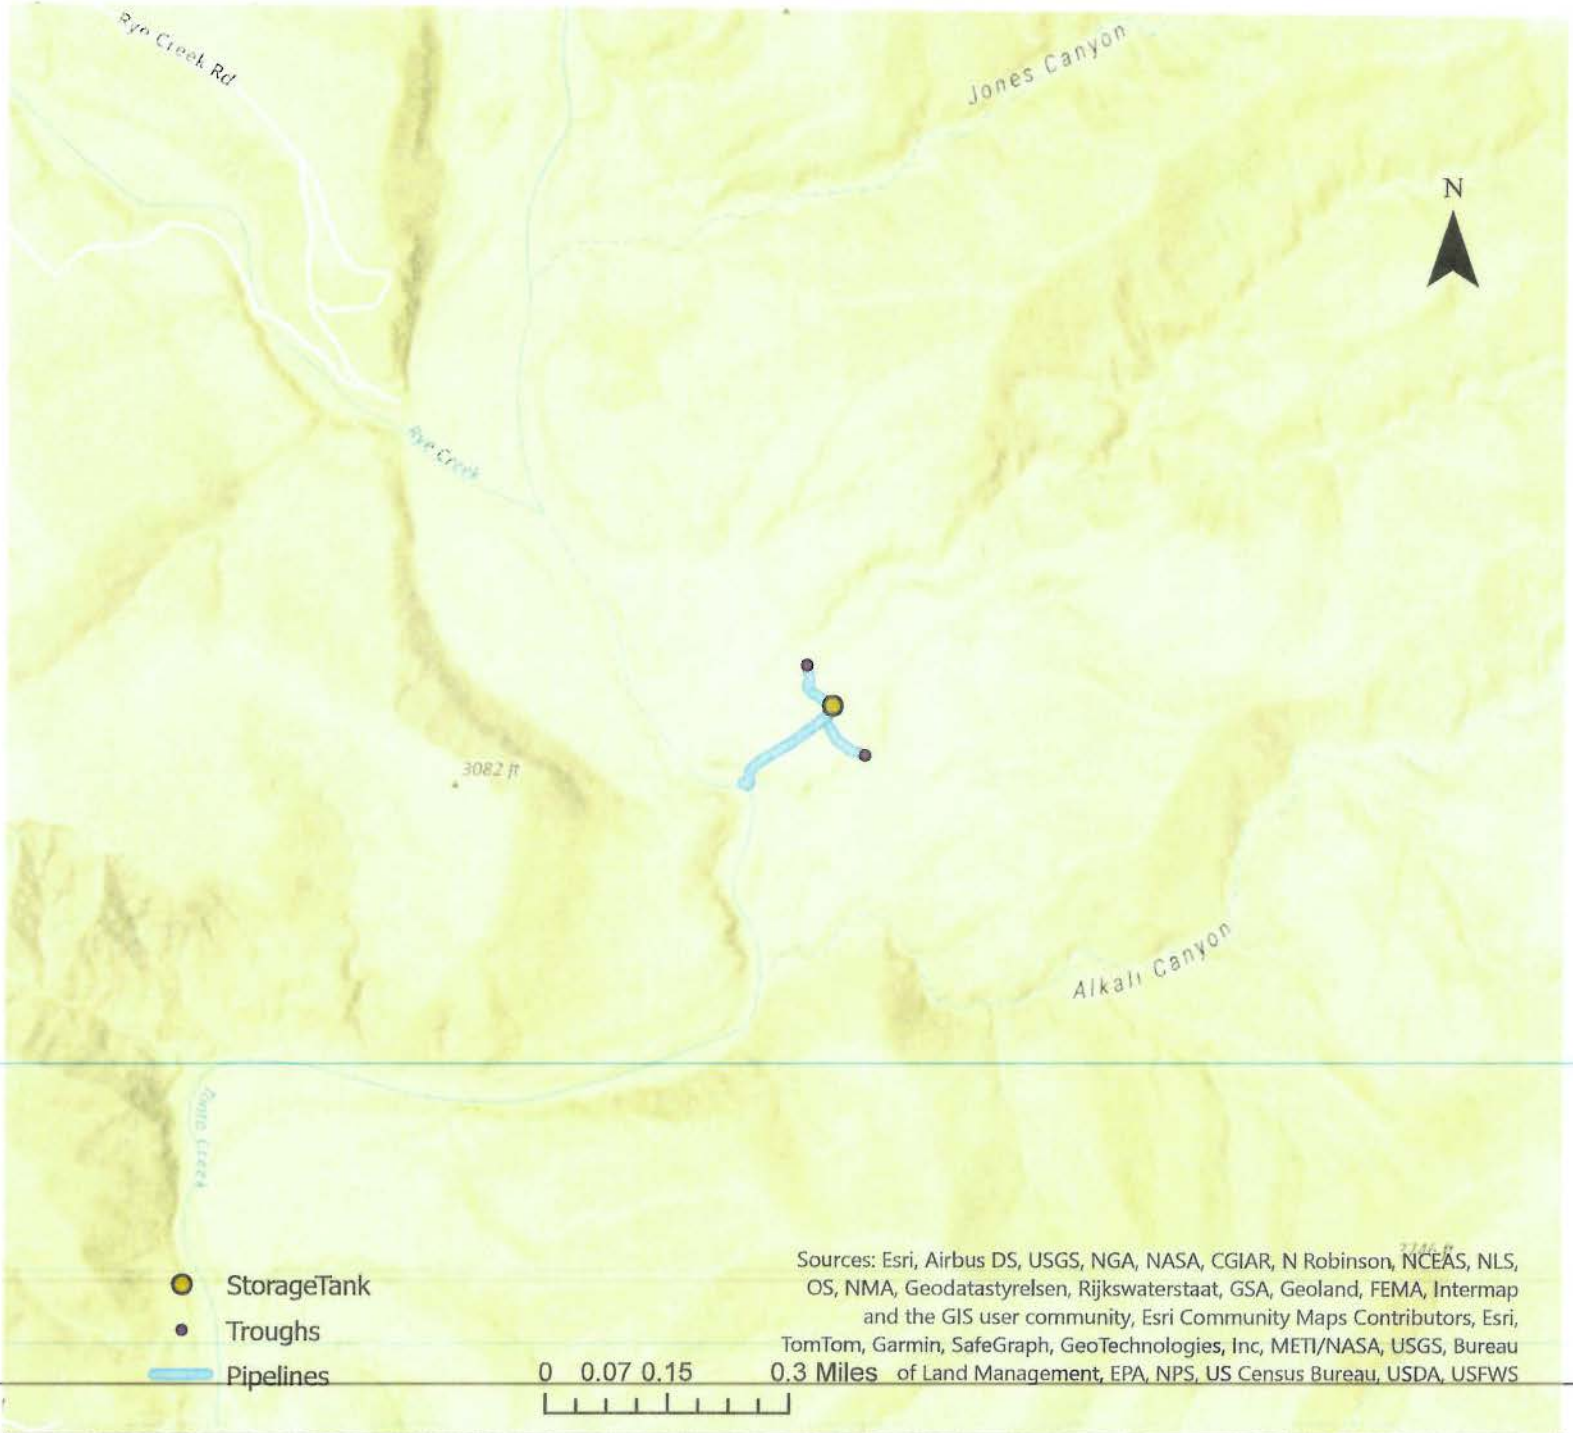 Rye Creek Rd
Jones Canyon
N
Rye Creek
3082 ft
Alkali Canyon
Creek
Sources: Esri, Airbus DS, USGS, NGA, NASA, CGIAR, N Robinson, NCEAS, NLS,
OS, NMA, Geodatastyrelsen, Rijkswaterstaat, GSA, Geoland, FEMA, Intermap
and the GIS user community, Esri Community Maps Contributors, Esri,
TomTom, Garmin, SafeGraph, GeoTechnologies, Inc, METI/NASA, USGS, Bureau
of Land Management, EPA, NPS, US Census Bureau, USDA, USFWS
StorageTank
Troughs
Pipelines
0 0.07 0.15 0.3 Miles